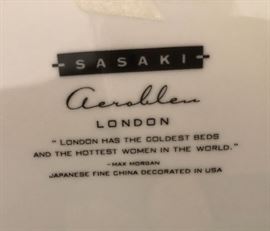 SASAKI
Aeroblen
LONDON
"LONDON HAS THE COLDEST BEDS
AND THE HOTTEST WOMEN IN THE WORLD."
-MAX MORGAN
JAPANESE FINE CHINA DECORATED IN USA